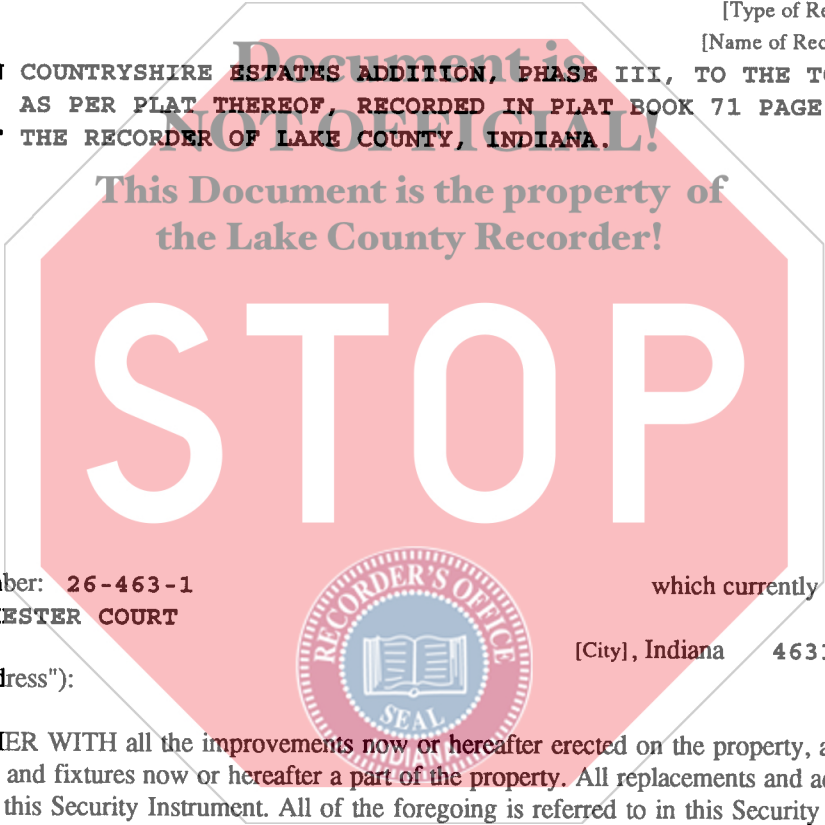 [Type of Re
[Name of Rec
N COUNTRYSHIRE ESTATES ADDITION, PHASE III, TO THE TO
AS PER PLAT THEREOF, RECORDED IN PLAT BOOK 71 PAGE
THE RECORDER OF LAKE COUNTY, INDIANA.
Document is
NOT OFFICIAL!
This Document is the property of
the Lake County Recorder!
STOP
ber: 26-463-1 which currently
ESTER COURT
[City], Indiana 4631
dress"):
RECORDER'S OFFICE
SEAL
INDIANA
ER WITH all the improvements now or hereafter erected on the property, a
and fixtures now or hereafter a part of the property. All replacements and ad
this Security Instrument. All of the foregoing is referred to in this Security